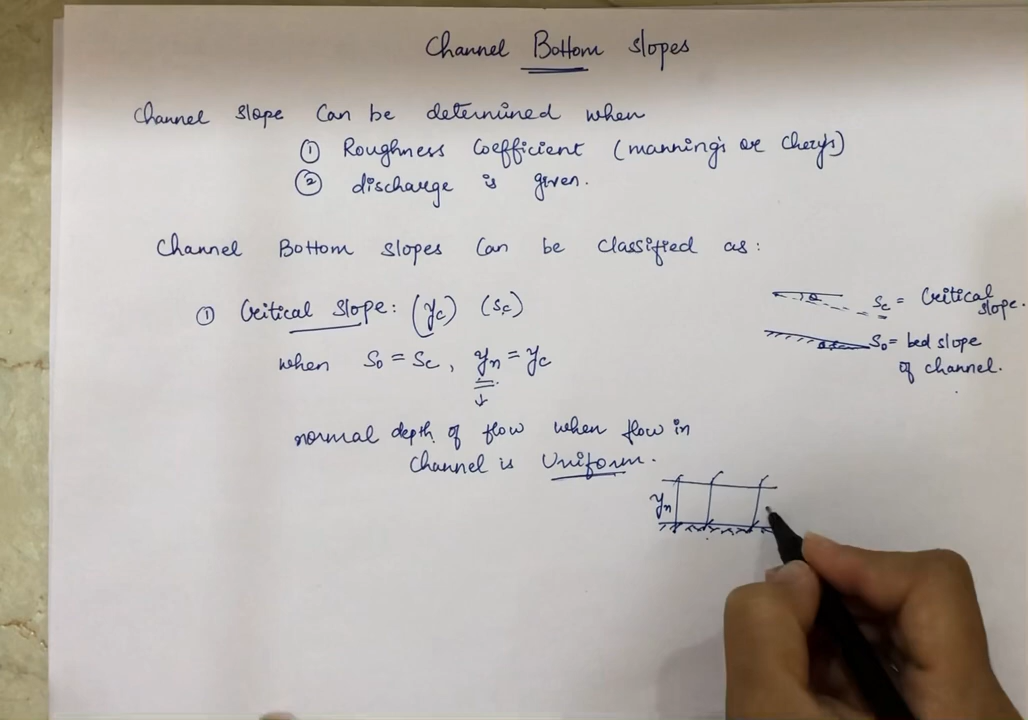 Channel Bottom slopes
Channel slope can be determined when
① Roughness Coefficient (manning's or Chezy's)
② discharge is given.
Channel Bottom slopes can be classified as:
① Critical slope: (yc) (sc)
Sc = Critical slope.
when So = Sc, yn = yc
So = bed slope of channel.
normal depth of flow when flow in
channel is Uniform.
yn